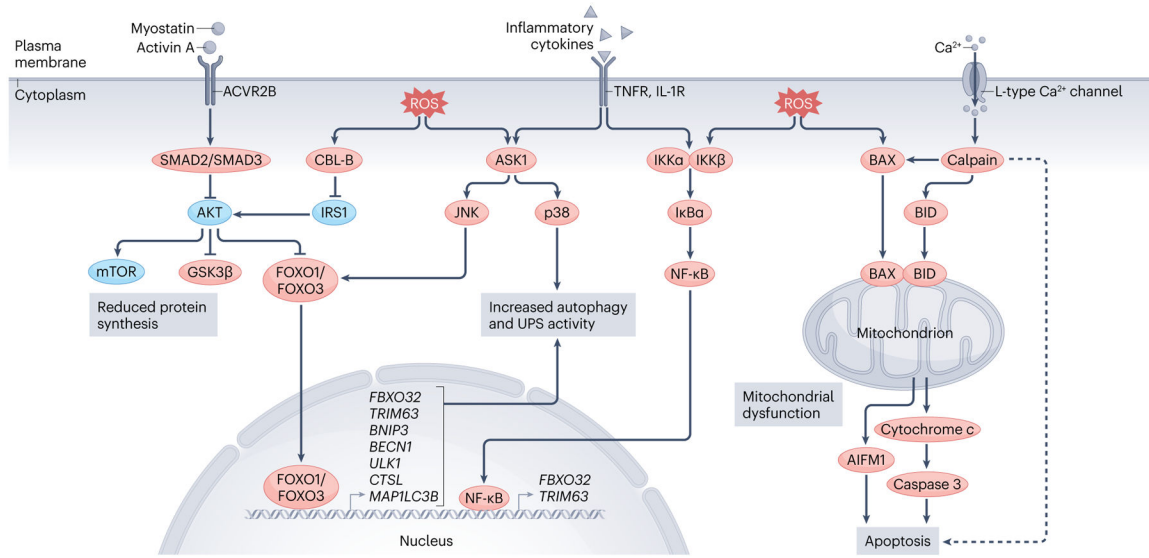 Myostatin
Activin A
Inflammatory
cytokines
Ca²⁺
Plasma
membrane
Cytoplasm
ACVR2B
TNFR, IL-1R
L-type Ca²⁺ channel
ROS
ROS
SMAD2/SMAD3
CBL-B
ASK1
IKKα
IKKβ
BAX
Calpain
AKT
IRS1
JNK
p38
IκBα
BID
mTOR
GSK3β
FOXO1/
FOXO3
NF-κB
BAX
BID
Reduced protein
synthesis
Increased autophagy
and UPS activity
Mitochondrion
Mitochondrial
dysfunction
FBXO32
TRIM63
BNIP3
BECN1
ULK1
CTSL
MAP1LC3B
Cytochrome c
AIFM1
Caspase 3
FOXO1/
FOXO3
NF-κB
FBXO32
TRIM63
Nucleus
Apoptosis